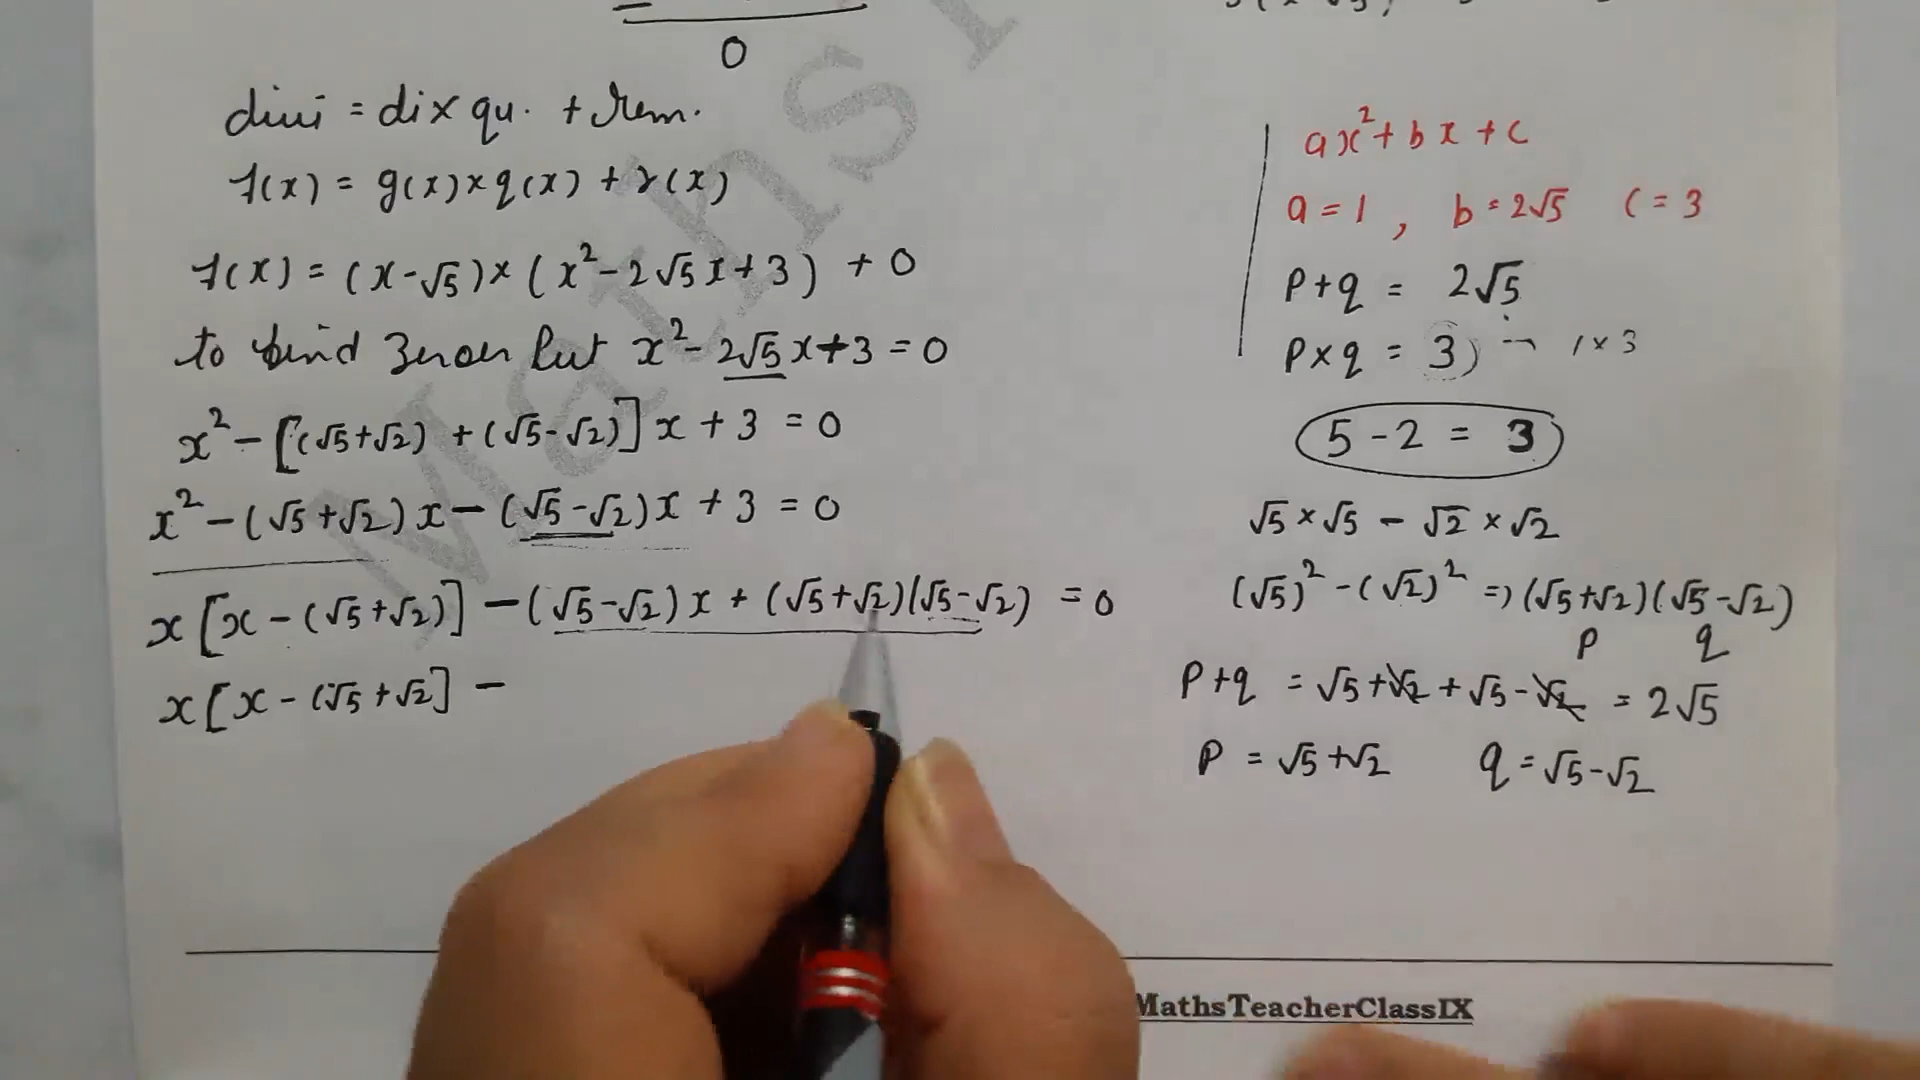 0
divi = di x qu. + rem.
f(x) = g(x) × q(x) + r(x)
f(x) = (x-√5) × (x² - 2√5x + 3) + 0
to find zeroes Put x² - 2√5x + 3 = 0
x² - [(√5+√2) + (√5-√2)]x + 3 = 0
x² - (√5+√2)x - (√5-√2)x + 3 = 0
x[x - (√5+√2)] - (√5-√2)x + (√5+√2)(√5-√2) = 0
x[x - (√5+√2] -
ax² + bx + c
a = 1 , b = 2√5 c = 3
p+q = 2√5
p×q = 3) → 1×3
5 - 2 = 3
√5 × √5 - √2 × √2
(√5)² - (√2)² => (√5+√2)(√5-√2)
p q
p+q = √5+√2 + √5-√2 = 2√5
p = √5+√2 q = √5-√2
MathsTeacherClassIX
Maths